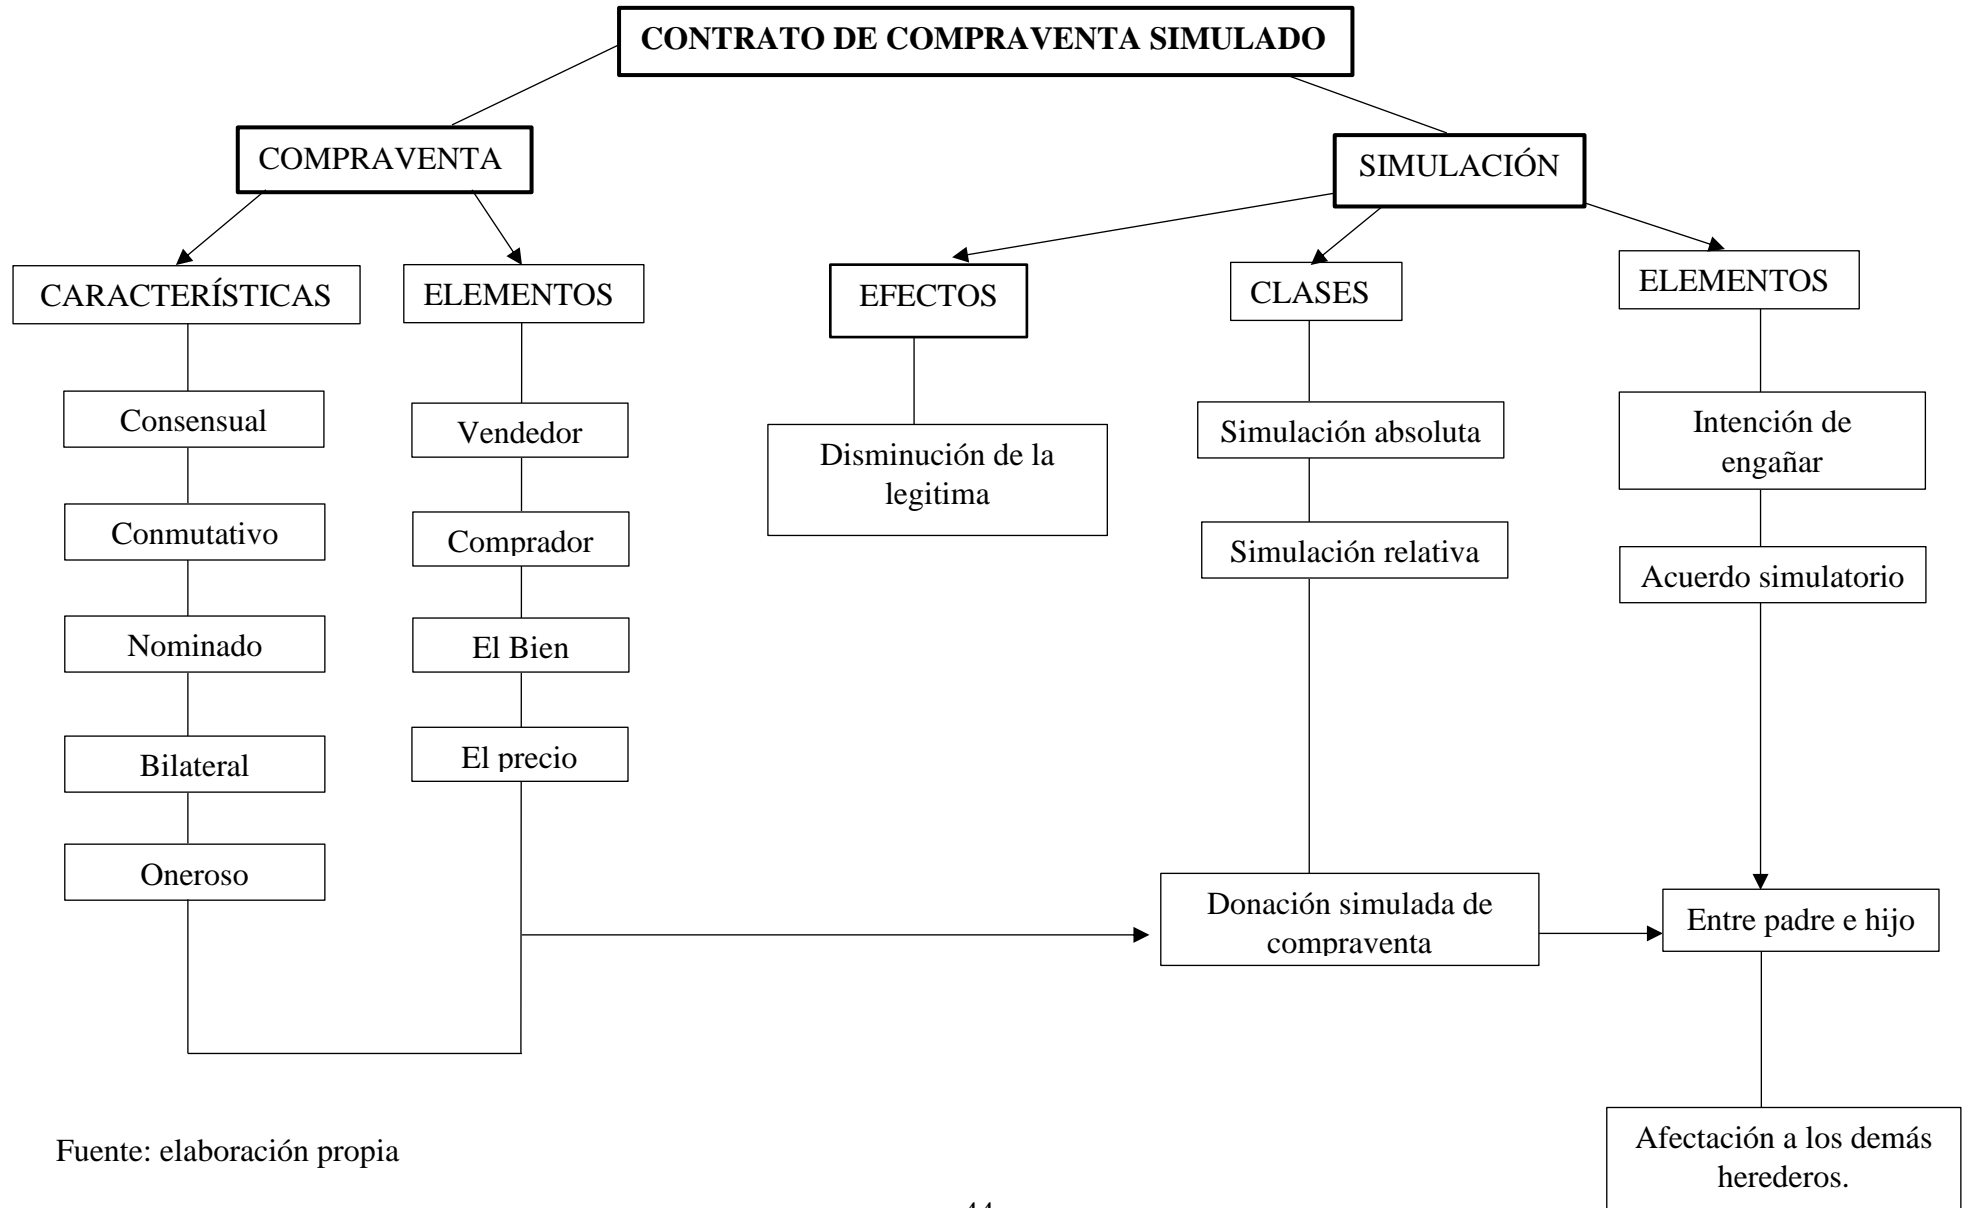 CONTRATO DE COMPRAVENTA SIMULADO
COMPRAVENTA
SIMULACIÓN
CARACTERÍSTICAS
ELEMENTOS
EFECTOS
CLASES
ELEMENTOS
Consensual
Conmutativo
Nominado
Bilateral
Oneroso
Vendedor
Comprador
El Bien
El precio
Disminución de la
legitima
Simulación absoluta
Simulación relativa
Donación simulada de
compraventa
Intención de
engañar
Acuerdo simulatorio
Entre padre e hijo
Afectación a los demás
herederos.
Fuente: elaboración propia
44